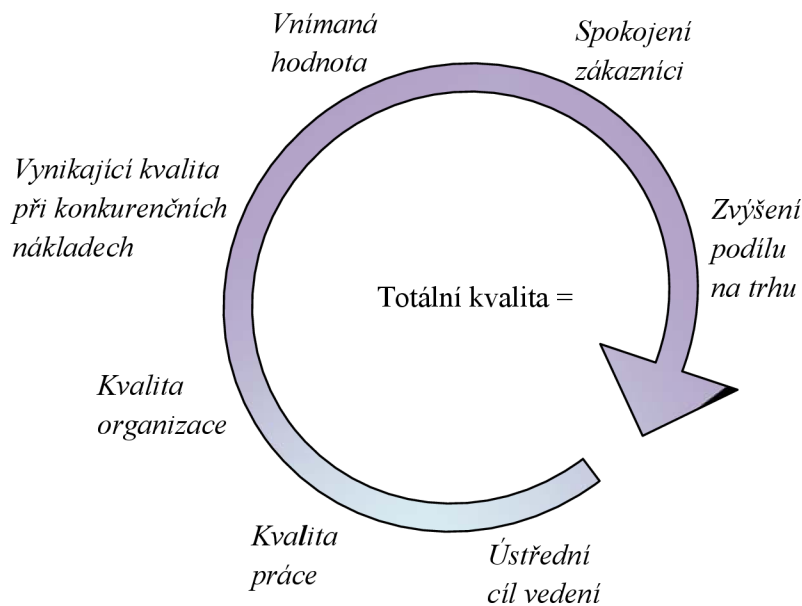 Vnímaná
hodnota
Spokojení
zákazníci
Vynikající kvalita
při konkurenčních
nákladech
Zvýšení
podílu
na trhu
Totální kvalita =
Kvalita
organizace
Kvalita
práce
Ústřední
cíl vedení